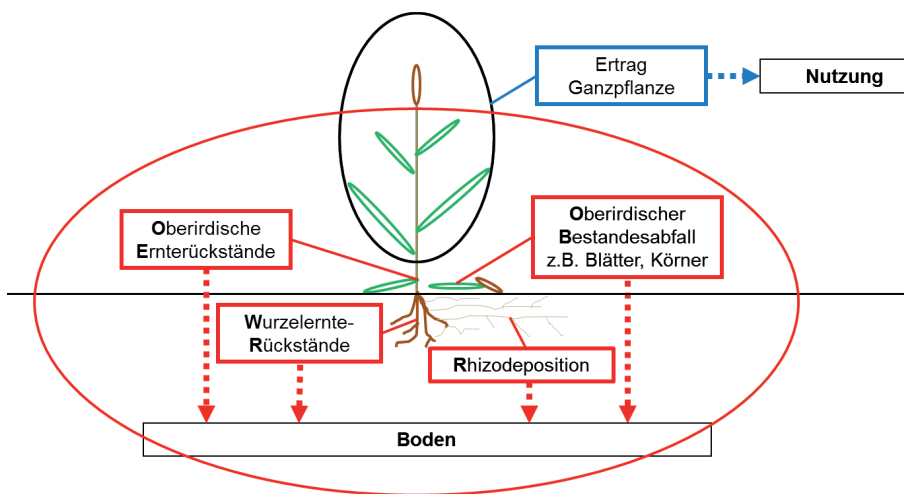 Ertrag
Ganzpflanze
Nutzung
Oberirdische
Ernterückstände
Oberirdischer
Bestandesabfall
z.B. Blätter, Körner
Wurzelernte-
Rückstände
Rhizodeposition
Boden